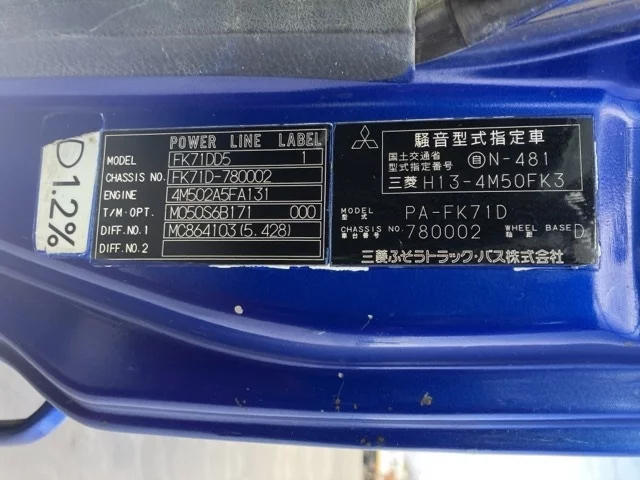 D1.2%
POWER LINE LABEL
MODEL FK71DD5 1
CHASSIS NO. FK71D-780002
ENGINE 4M502A5FA131
T/M·OPT. M050S6B171 000
DIFF. NO.1 MC864103(5.428)
DIFF. NO.2
騒音型式指定車
国土交通省
型式指定番号 自N-481
三菱 H13-4M50FK3
MODEL
型式 PA-FK71D
CHASSIS NO.
車台番号 780002 WHEEL BASE
軸距 D
三菱ふそうトラック・バス株式会社